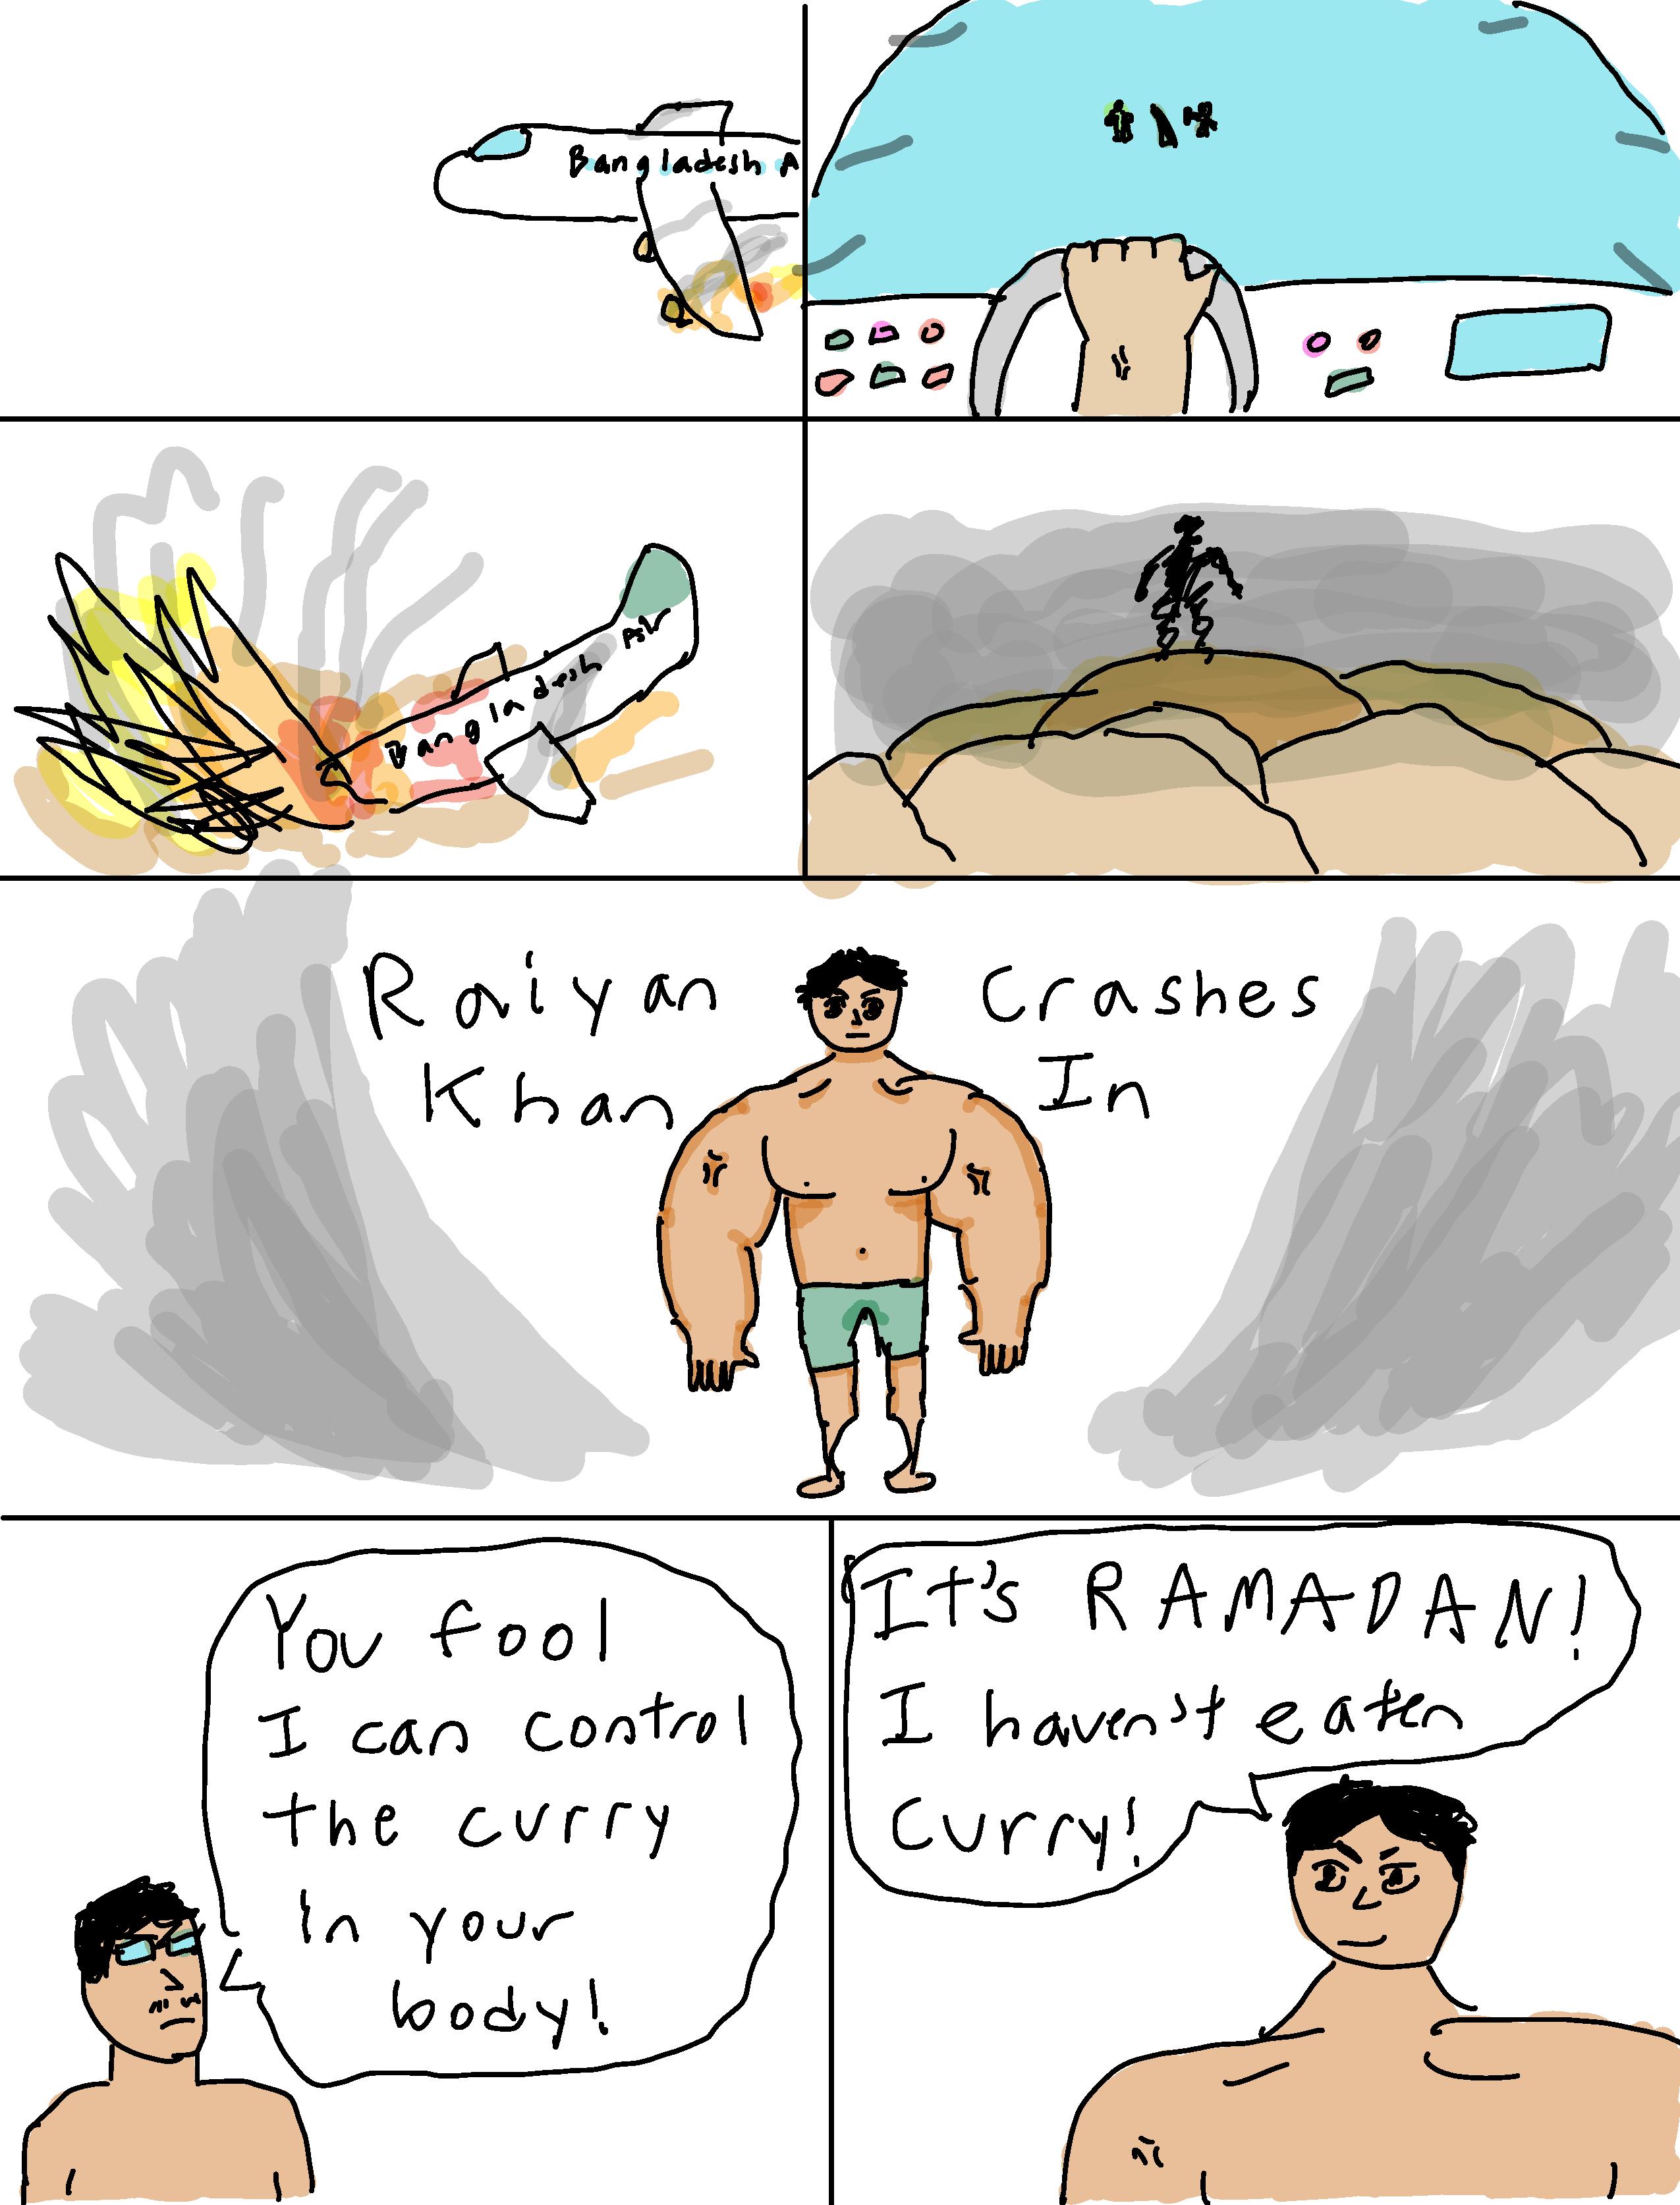 Bangladesh A
Bangladesh Air
Raiyan
Khan
Crashes
In
You fool
I can control
the curry
in your
body!
It's RAMADAN!
I haven't eaten
curry!